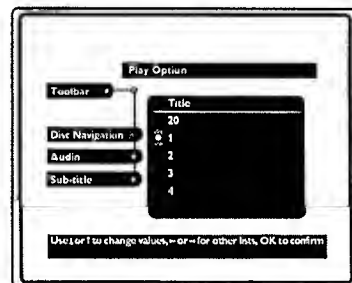 Play Option
Toolbar
Title
20
Disc Navigation
1
Audio
2
Sub-title
3
4
Use ↓ or ↑ to change values, ← or → for other lists, OK to confirm